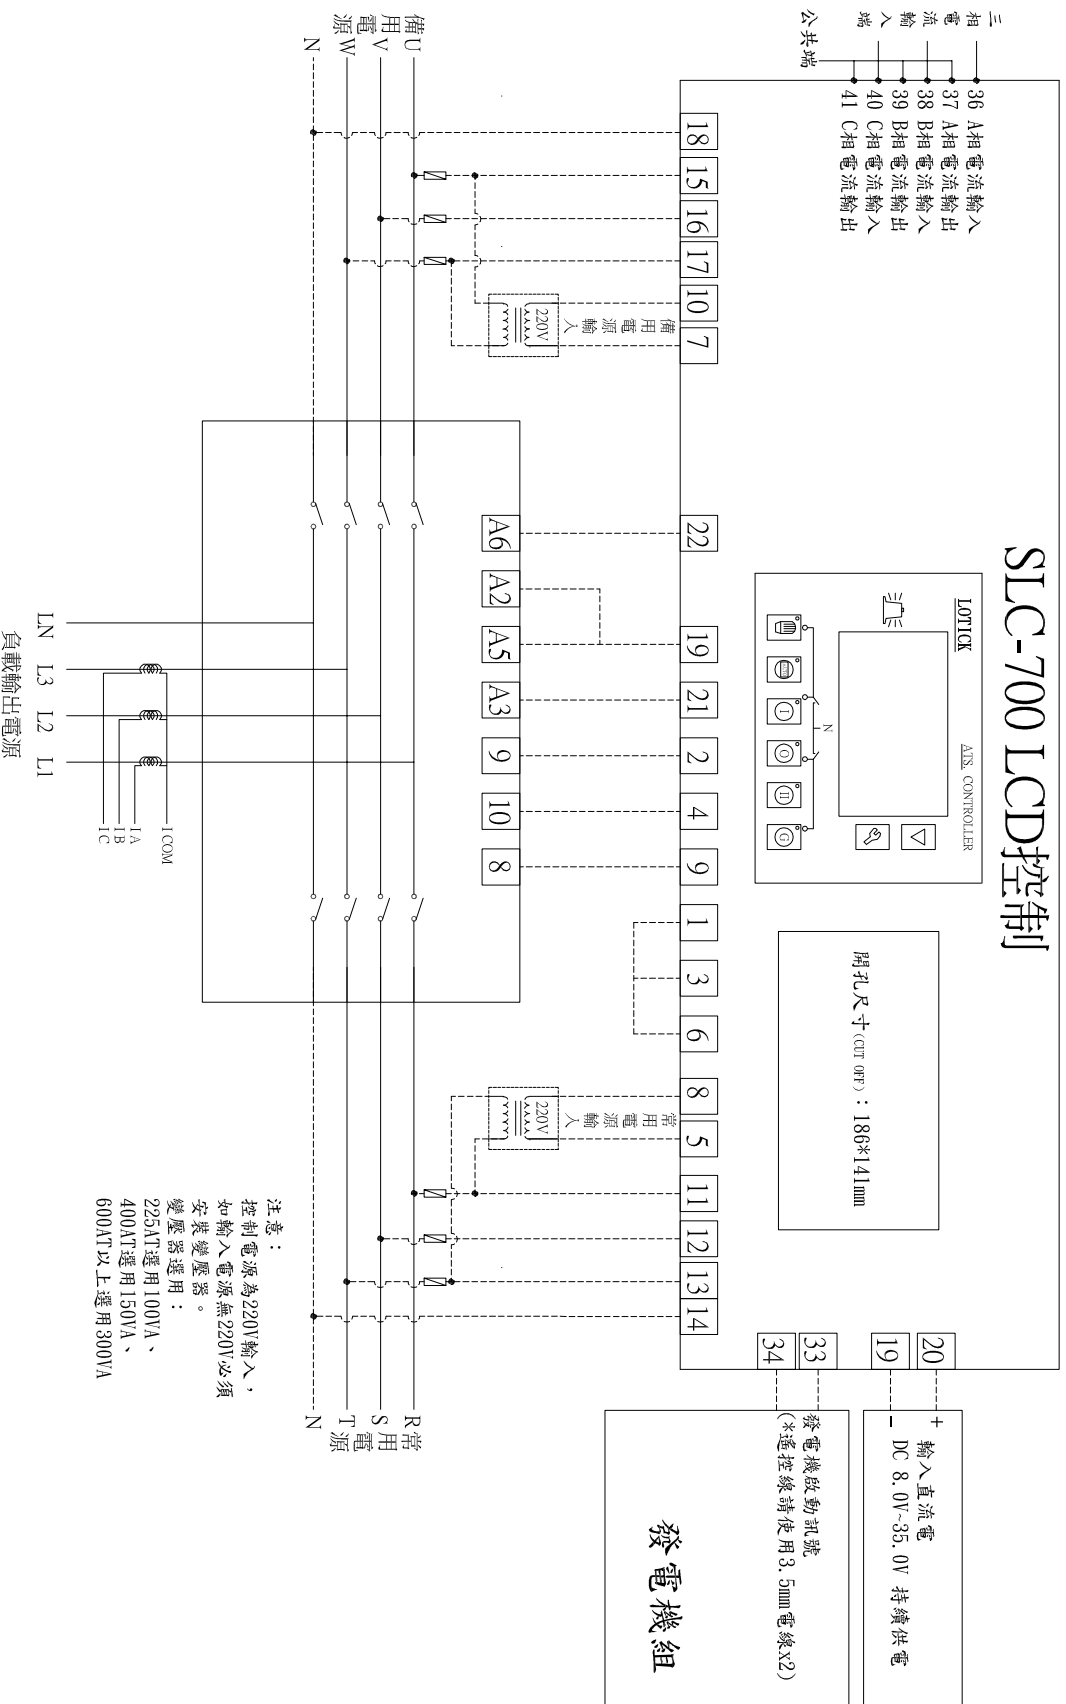 SLC-700 LCD控制
三相電流輸入端
公共端
36 A相電流輸入
37 A相電流輸出
38 B相電流輸入
39 B相電流輸出
40 C相電流輸入
41 C相電流輸出
LOTICK
ATS. CONTROLLER
N
I
O
II
G
開孔尺寸(CUT OFF)：186*141mm
20
19
33
34
+ 輸入直流電
- DC 8.0V~35.0V 持續供電
發電機啟動訊號
(*遙控線請使用3.5mm電線x2)
發電機組
18 15 16 17 10 7 22 19 21 2 4 9 1 3 6 8 5 11 12 13 14
備用電源輸入
220V
常用電源輸入
220V
A6 A2 A5 A3 9 10 8
備用電源
U
V
W
N
常用電源
R
S
T
N
LN L3 L2 L1
負載輸出電源
I COM
I A
I B
I C
注意：
控制電源為220V輸入，
如輸入電源無220V必須
安裝變壓器。
變壓器選用：
225AT選用100VA、
400AT選用150VA、
600AT以上選用300VA